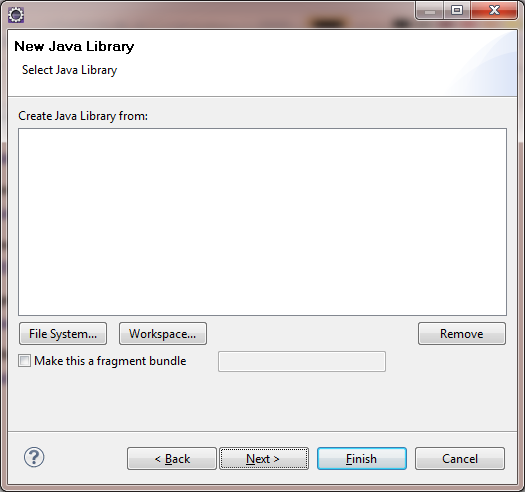 New Java Library
Select Java Library
Create Java Library from:
File System... Workspace... Remove
Make this a fragment bundle
? < Back Next > Finish Cancel